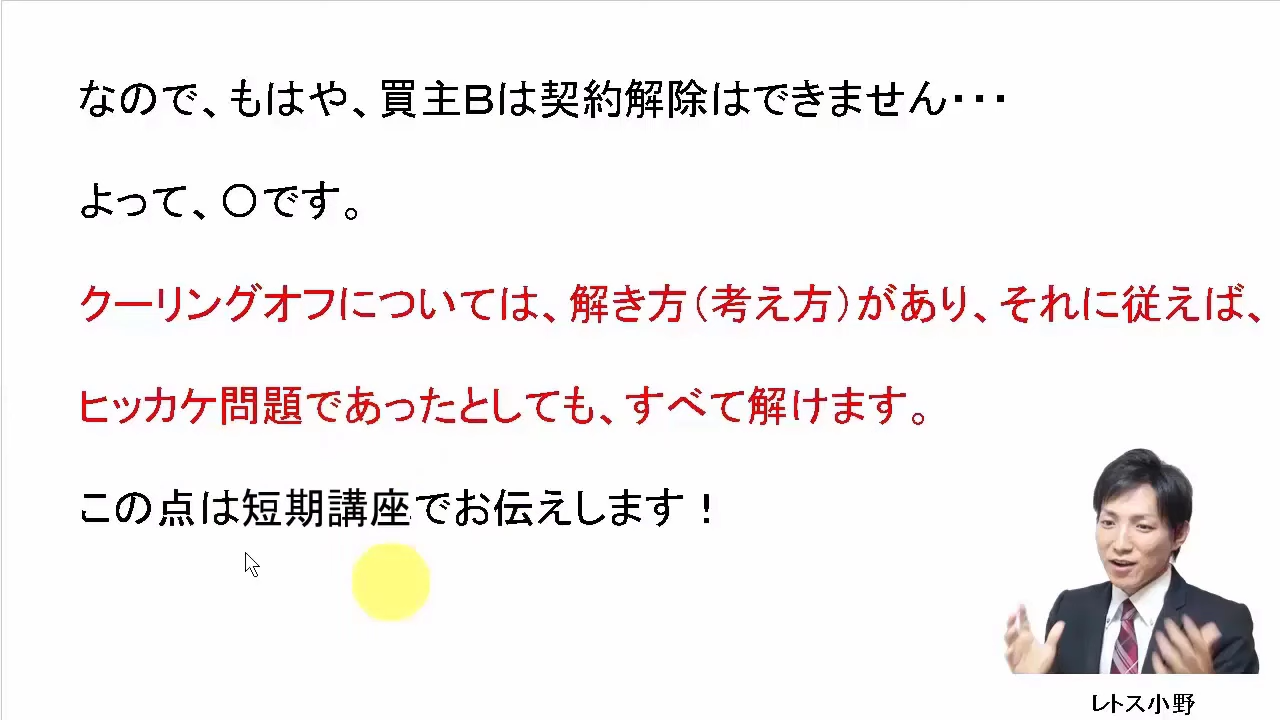 なので、もはや、買主Ｂは契約解除はできません・・・
よって、〇です。
クーリングオフについては、解き方（考え方）があり、それに従えば、
ヒッカケ問題であったとしても、すべて解けます。
この点は短期講座でお伝えします！
レトス小野